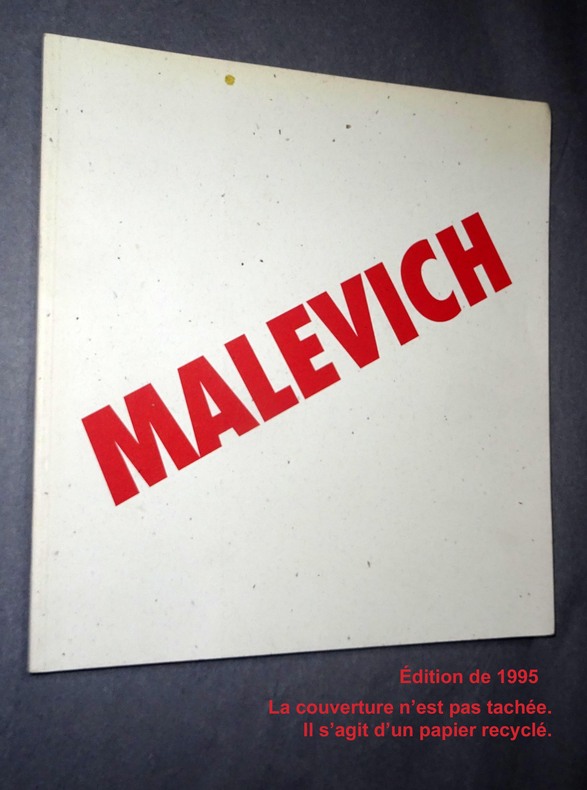 MALEVICH
Édition de 1995
La couverture n’est pas tachée.
Il s’agit d’un papier recyclé.